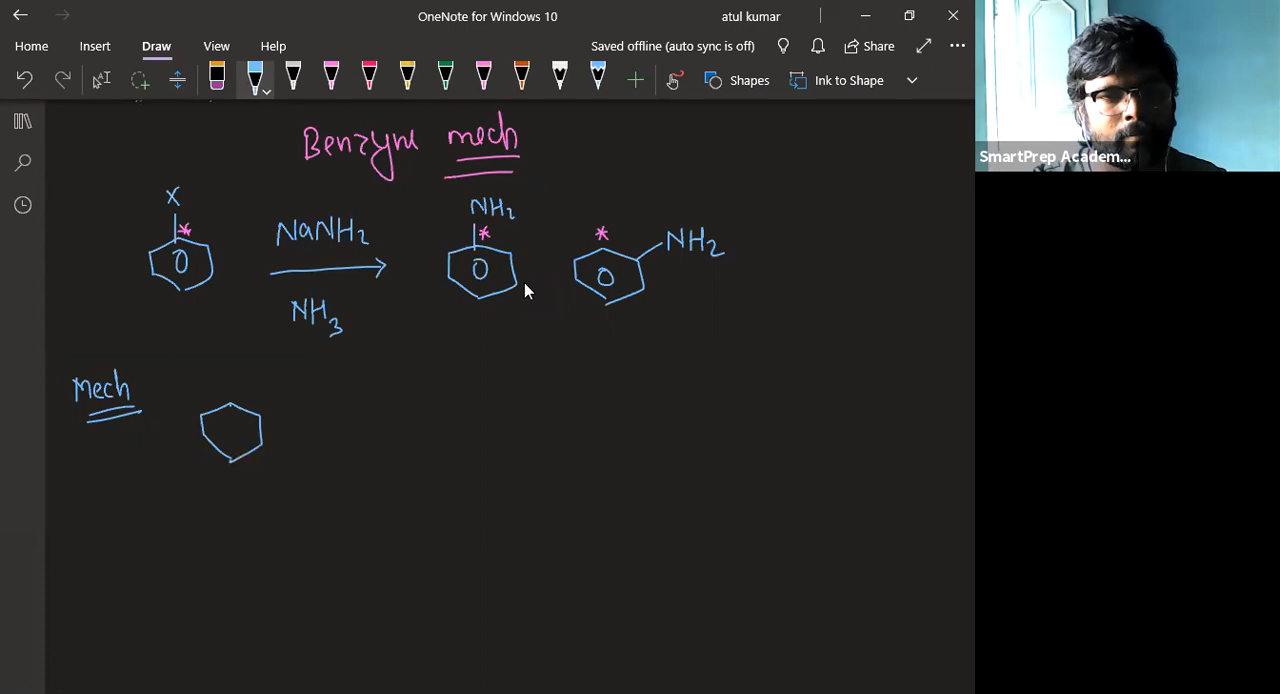 OneNote for Windows 10
atul kumar
Home Insert Draw View Help
Saved offline (auto sync is off)
Share
Shapes
Ink to Shape
SmartPrep Academ...
Benzyne mech
X
*
NaNH2
NH3
NH2
*
*
NH2
Mech